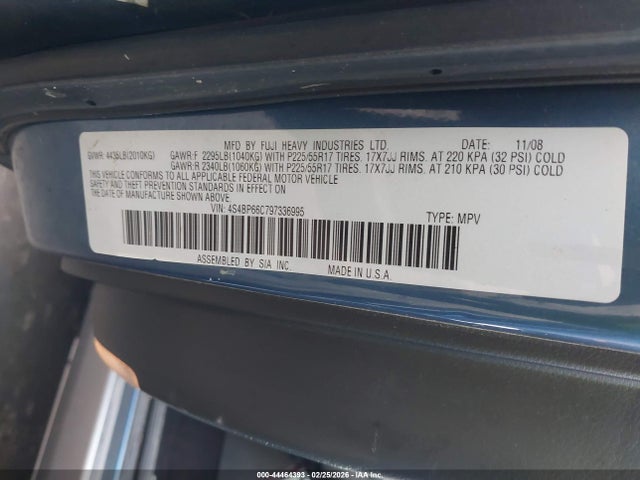 MFD BY FUJI HEAVY INDUSTRIES LTD. 11/08
GVWR: 4435LB(2010KG) GAWR:F 2295LB(1040KG) WITH P225/55R17 TIRES. 17X7JJ RIMS. AT 220 KPA (32 PSI) COLD
GAWR:R 2340LB(1060KG) WITH P225/55R17 TIRES. 17X7JJ RIMS. AT 210 KPA (30 PSI) COLD
THIS VEHICLE CONFORMS TO ALL APPLICABLE FEDERAL MOTOR VEHICLE
SAFETY AND THEFT PREVENTION STANDARDS IN EFFECT ON THE
DATE OF MANUFACTURE SHOWN ABOVE.
VIN: 4S4BP66C797336995 TYPE: MPV
ASSEMBLED BY SIA INC. MADE IN U.S.A.
000-44464393 - 02/25/2026 - IAAI.com